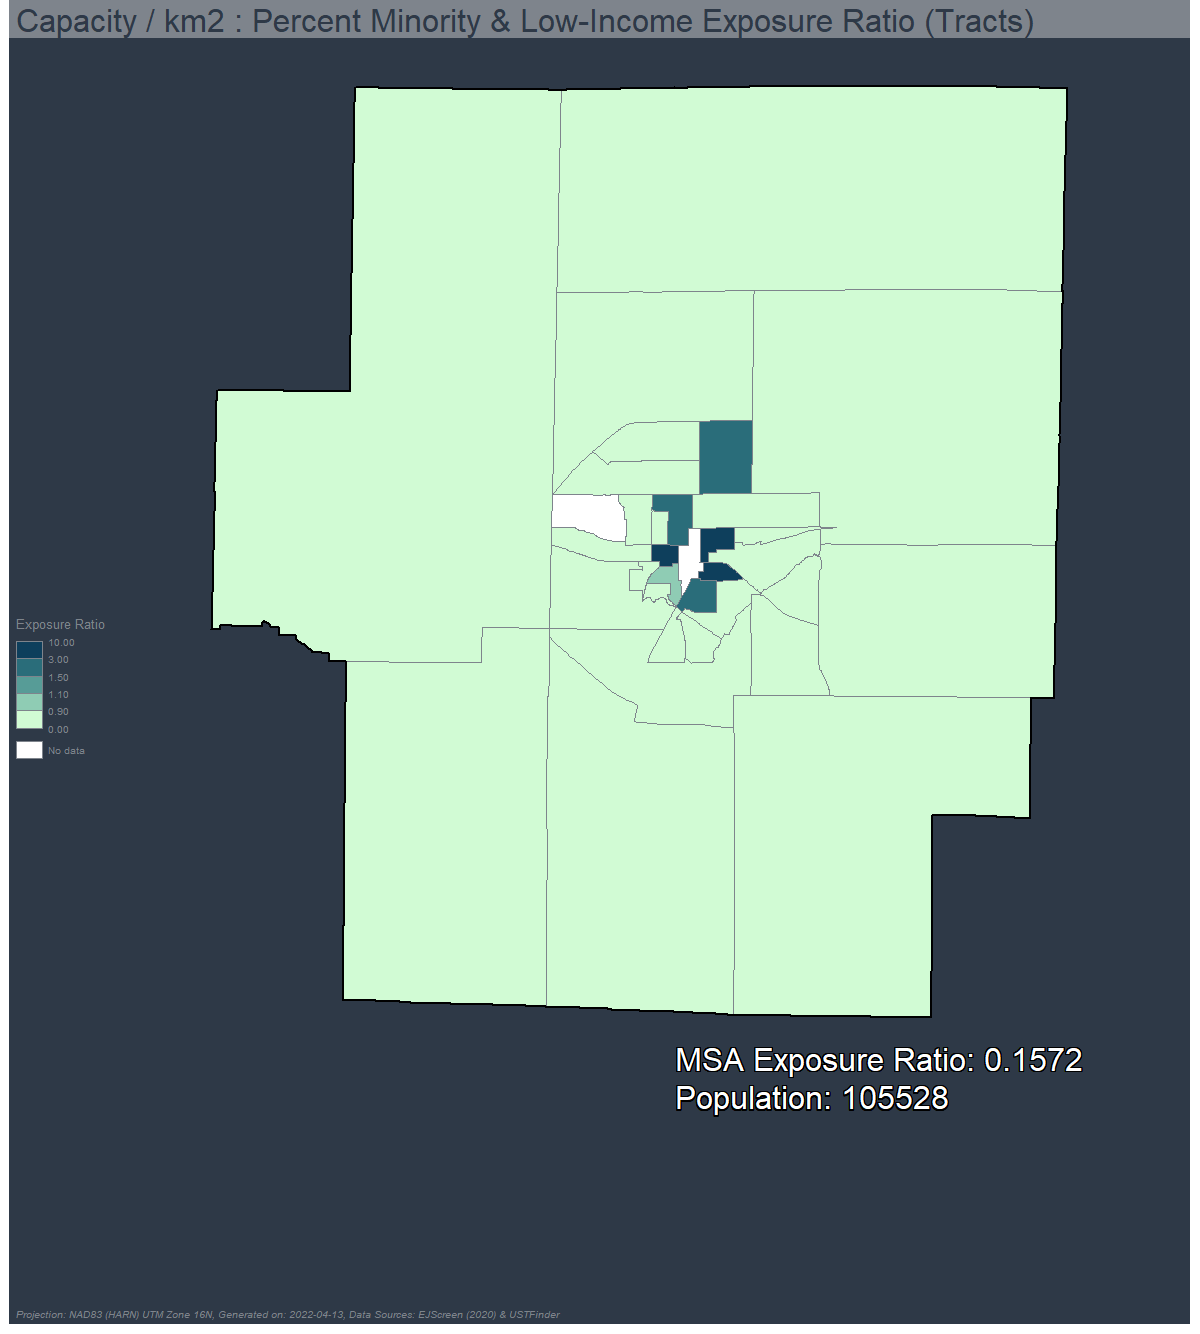 Capacity / km2 : Percent Minority & Low-Income Exposure Ratio (Tracts)
Exposure Ratio
10.00
3.00
1.50
1.10
0.90
0.00
No data
MSA Exposure Ratio: 0.1572
Population: 105528
Projection: NAD83 (HARN) UTM Zone 16N, Generated on: 2022-04-13, Data Sources: EJScreen (2020) & USTFinder